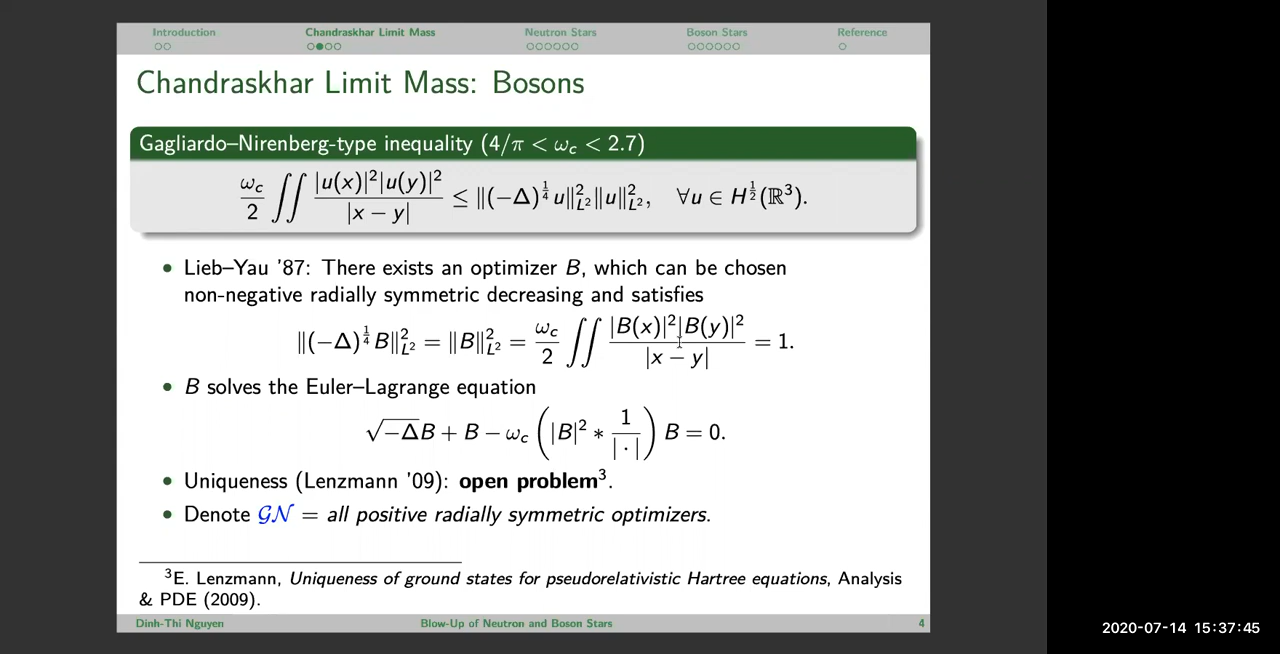 Introduction Chandraskhar Limit Mass Neutron Stars Boson Stars Reference
Chandraskhar Limit Mass: Bosons
Gagliardo–Nirenberg-type inequality (4/π < ω_c < 2.7)
ω_c/2 ∬ |u(x)|²|u(y)|²/|x − y| ≤ ‖(−Δ)^{1/4} u‖²_{L²} ‖u‖²_{L²}, ∀u ∈ H^{1/2}(ℝ³).
• Lieb–Yau '87: There exists an optimizer B, which can be chosen
non-negative radially symmetric decreasing and satisfies
‖(−Δ)^{1/4} B‖²_{L²} = ‖B‖²_{L²} = ω_c/2 ∬ |B(x)|²|B(y)|²/|x − y| = 1.
• B solves the Euler–Lagrange equation
√−Δ B + B − ω_c (|B|² * 1/|·|) B = 0.
• Uniqueness (Lenzmann '09): open problem³.
• Denote 𝒢𝒩 = all positive radially symmetric optimizers.
³E. Lenzmann, Uniqueness of ground states for pseudorelativistic Hartree equations, Analysis
& PDE (2009).
Dinh-Thi Nguyen Blow-Up of Neutron and Boson Stars 4
2020-07-14 15:37:45